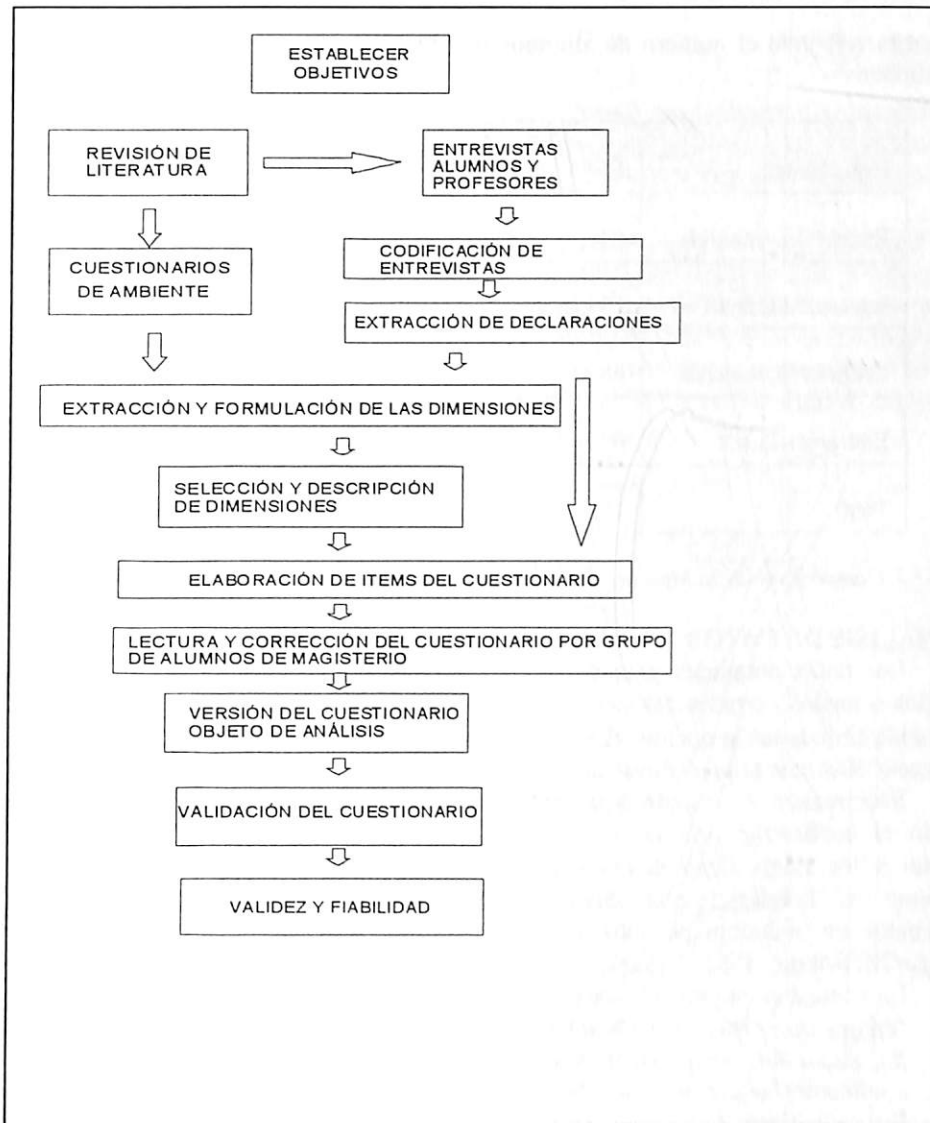 ESTABLECER
OBJETIVOS
REVISIÓN DE
LITERATURA
ENTREVISTAS
ALUMNOS Y
PROFESORES
CUESTIONARIOS
DE AMBIENTE
CODIFICACIÓN DE
ENTREVISTAS
EXTRACCIÓN DE DECLARACIONES
EXTRACCIÓN Y FORMULACIÓN DE LAS DIMENSIONES
SELECCIÓN Y DESCRIPCIÓN
DE DIMENSIONES
ELABORACIÓN DE ITEMS DEL CUESTIONARIO
LECTURA Y CORRECCIÓN DEL CUESTIONARIO POR GRUPO
DE ALUMNOS DE MAGISTERIO
VERSIÓN DEL CUESTIONARIO
OBJETO DE ANÁLISIS
VALIDACIÓN DEL CUESTIONARIO
VALIDEZ Y FIABILIDAD